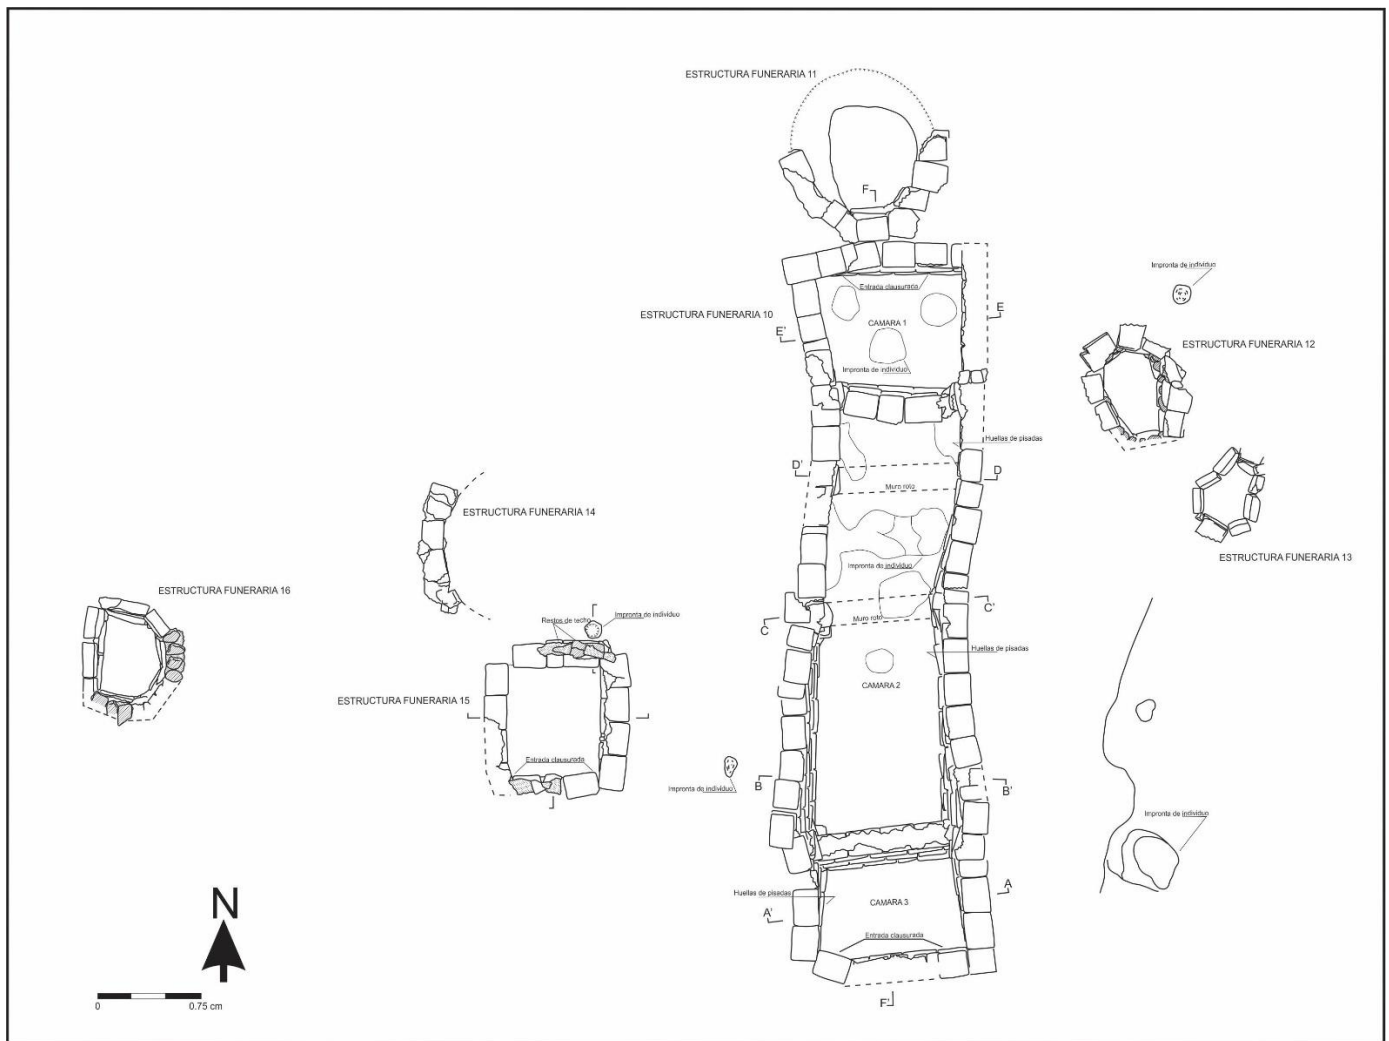 ESTRUCTURA FUNERARIA 11
F
Entrada clausurada
ESTRUCTURA FUNERARIA 10
CAMARA 1
E
E'
Impronta de individuo
Impronta de individuo
ESTRUCTURA FUNERARIA 12
Huellas de pisadas
D'
D
Muro roto
ESTRUCTURA FUNERARIA 14
ESTRUCTURA FUNERARIA 13
Impronta de individuo
ESTRUCTURA FUNERARIA 16
C'
Restos de techo
Impronta de individuo
C
Muro roto
Huellas de pisadas
CAMARA 2
ESTRUCTURA FUNERARIA 15
Entrada clausurada
B
B'
Impronta de individuo
Impronta de individuo
A
Huellas de pisadas
CAMARA 3
A'
Entrada clausurada
F'
N
0
0.75 cm